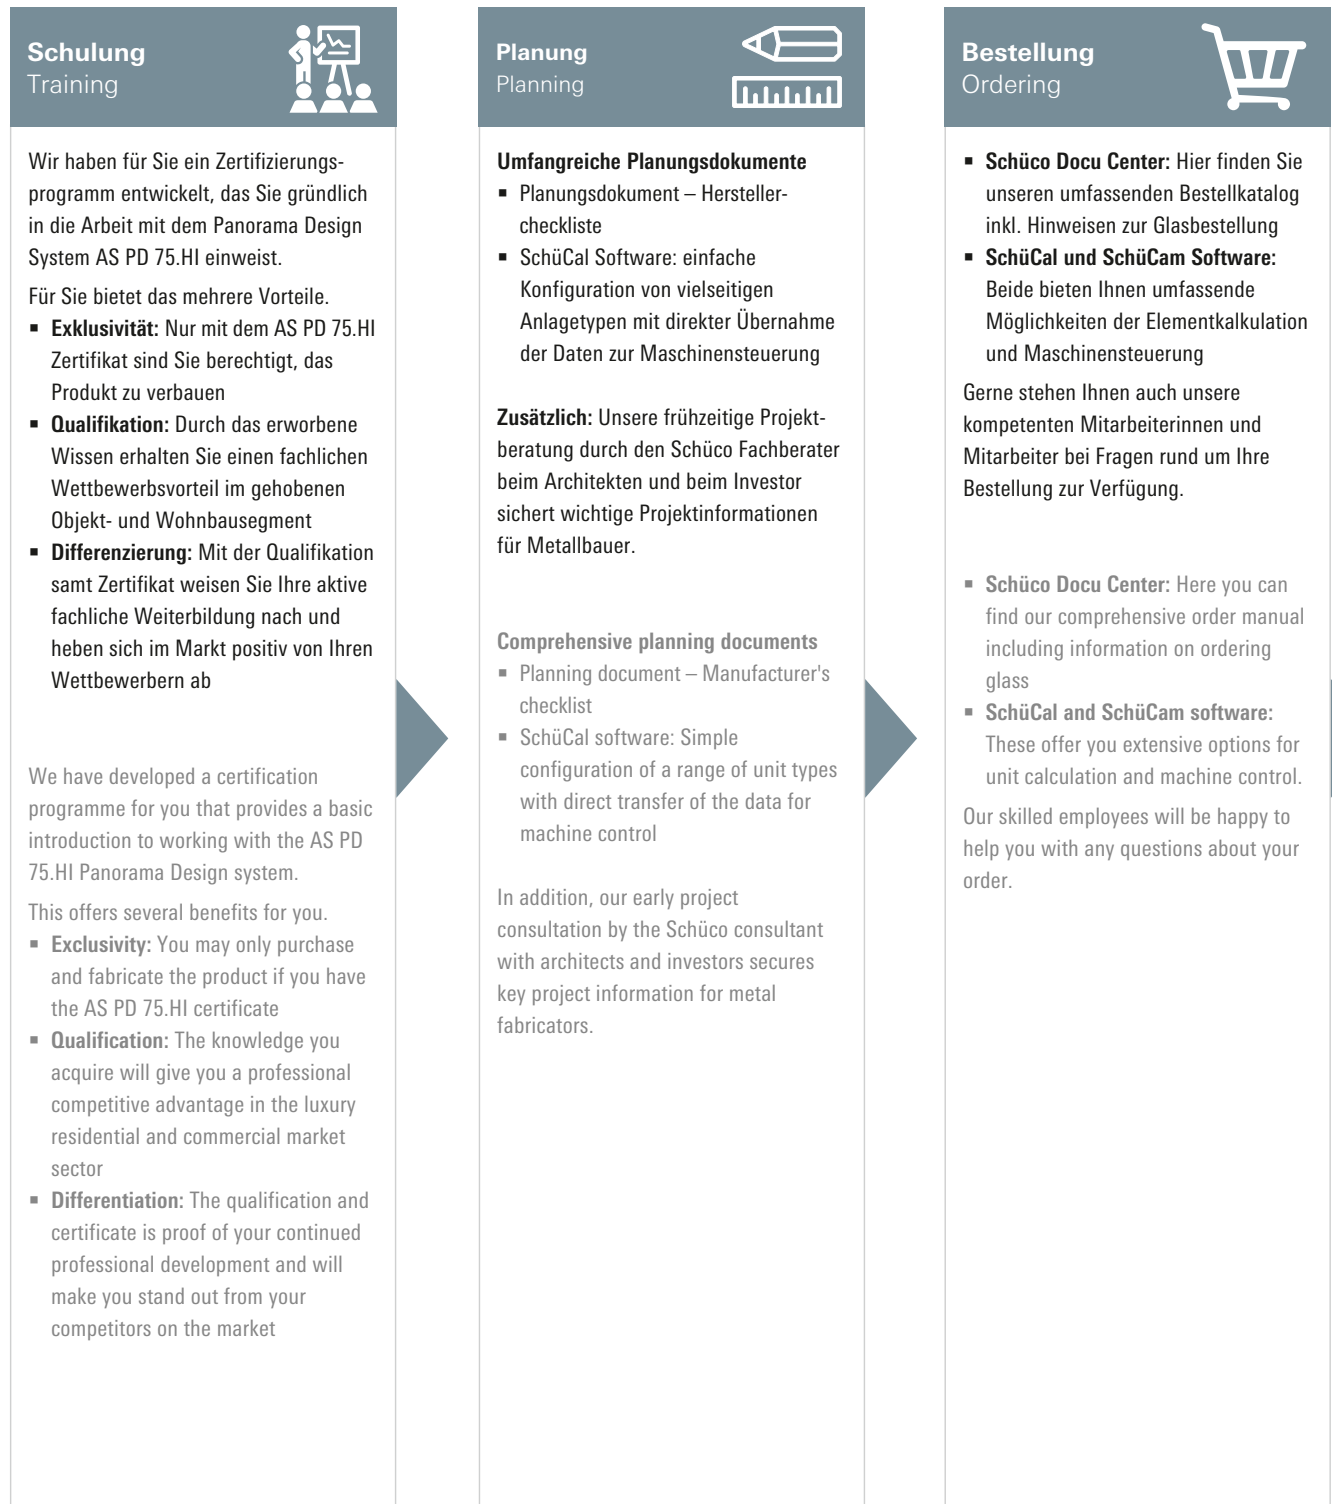 Schulung
Training
Wir haben für Sie ein Zertifizierungs-
programm entwickelt, das Sie gründlich
in die Arbeit mit dem Panorama Design
System AS PD 75.HI einweist.
Für Sie bietet das mehrere Vorteile.
▪ Exklusivität: Nur mit dem AS PD 75.HI
Zertifikat sind Sie berechtigt, das
Produkt zu verbauen
▪ Qualifikation: Durch das erworbene
Wissen erhalten Sie einen fachlichen
Wettbewerbsvorteil im gehobenen
Objekt- und Wohnbausegment
▪ Differenzierung: Mit der Qualifikation
samt Zertifikat weisen Sie Ihre aktive
fachliche Weiterbildung nach und
heben sich im Markt positiv von Ihren
Wettbewerbern ab
We have developed a certification
programme for you that provides a basic
introduction to working with the AS PD
75.HI Panorama Design system.
This offers several benefits for you.
▪ Exclusivity: You may only purchase
and fabricate the product if you have
the AS PD 75.HI certificate
▪ Qualification: The knowledge you
acquire will give you a professional
competitive advantage in the luxury
residential and commercial market
sector
▪ Differentiation: The qualification and
certificate is proof of your continued
professional development and will
make you stand out from your
competitors on the market
Planung
Planning
Umfangreiche Planungsdokumente
▪ Planungsdokument – Hersteller-
checkliste
▪ SchüCal Software: einfache
Konfiguration von vielseitigen
Anlagetypen mit direkter Übernahme
der Daten zur Maschinensteuerung
Zusätzlich: Unsere frühzeitige Projekt-
beratung durch den Schüco Fachberater
beim Architekten und beim Investor
sichert wichtige Projektinformationen
für Metallbauer.
Comprehensive planning documents
▪ Planning document – Manufacturer's
checklist
▪ SchüCal software: Simple
configuration of a range of unit types
with direct transfer of the data for
machine control
In addition, our early project
consultation by the Schüco consultant
with architects and investors secures
key project information for metal
fabricators.
Bestellung
Ordering
▪ Schüco Docu Center: Hier finden Sie
unseren umfassenden Bestellkatalog
inkl. Hinweisen zur Glasbestellung
▪ SchüCal und SchüCam Software:
Beide bieten Ihnen umfassende
Möglichkeiten der Elementkalkulation
und Maschinensteuerung
Gerne stehen Ihnen auch unsere
kompetenten Mitarbeiterinnen und
Mitarbeiter bei Fragen rund um Ihre
Bestellung zur Verfügung.
▪ Schüco Docu Center: Here you can
find our comprehensive order manual
including information on ordering
glass
▪ SchüCal and SchüCam software:
These offer you extensive options for
unit calculation and machine control.
Our skilled employees will be happy to
help you with any questions about your
order.